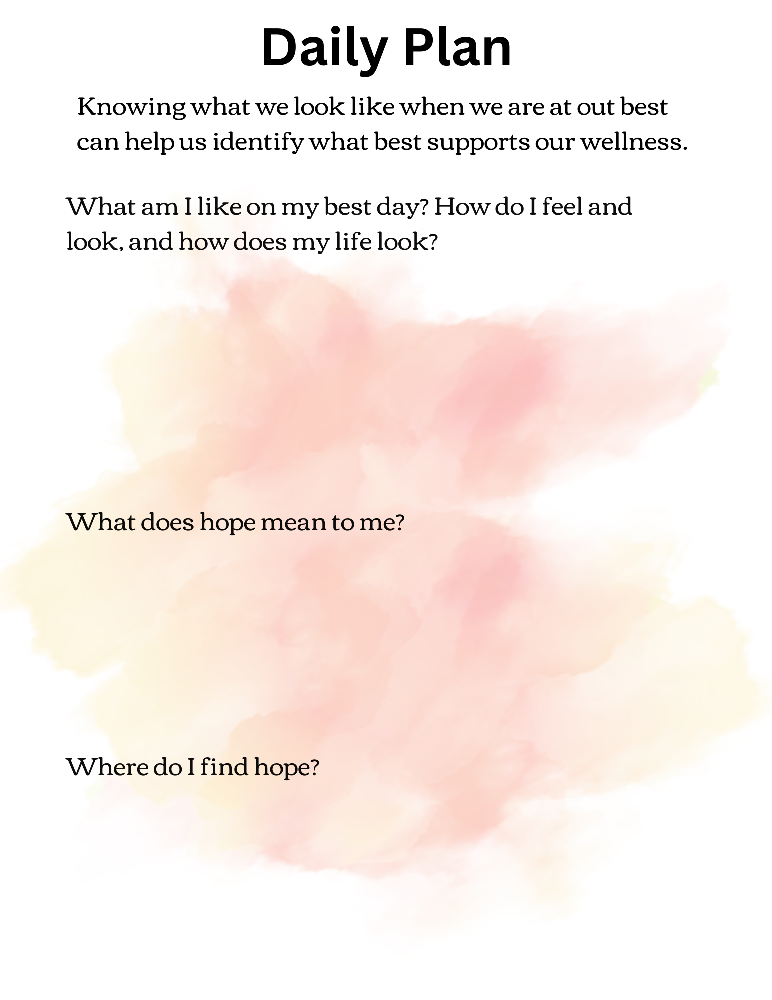 Daily Plan
Knowing what we look like when we are at out best
can help us identify what best supports our wellness.
What am I like on my best day? How do I feel and
look, and how does my life look?
What does hope mean to me?
Where do I find hope?